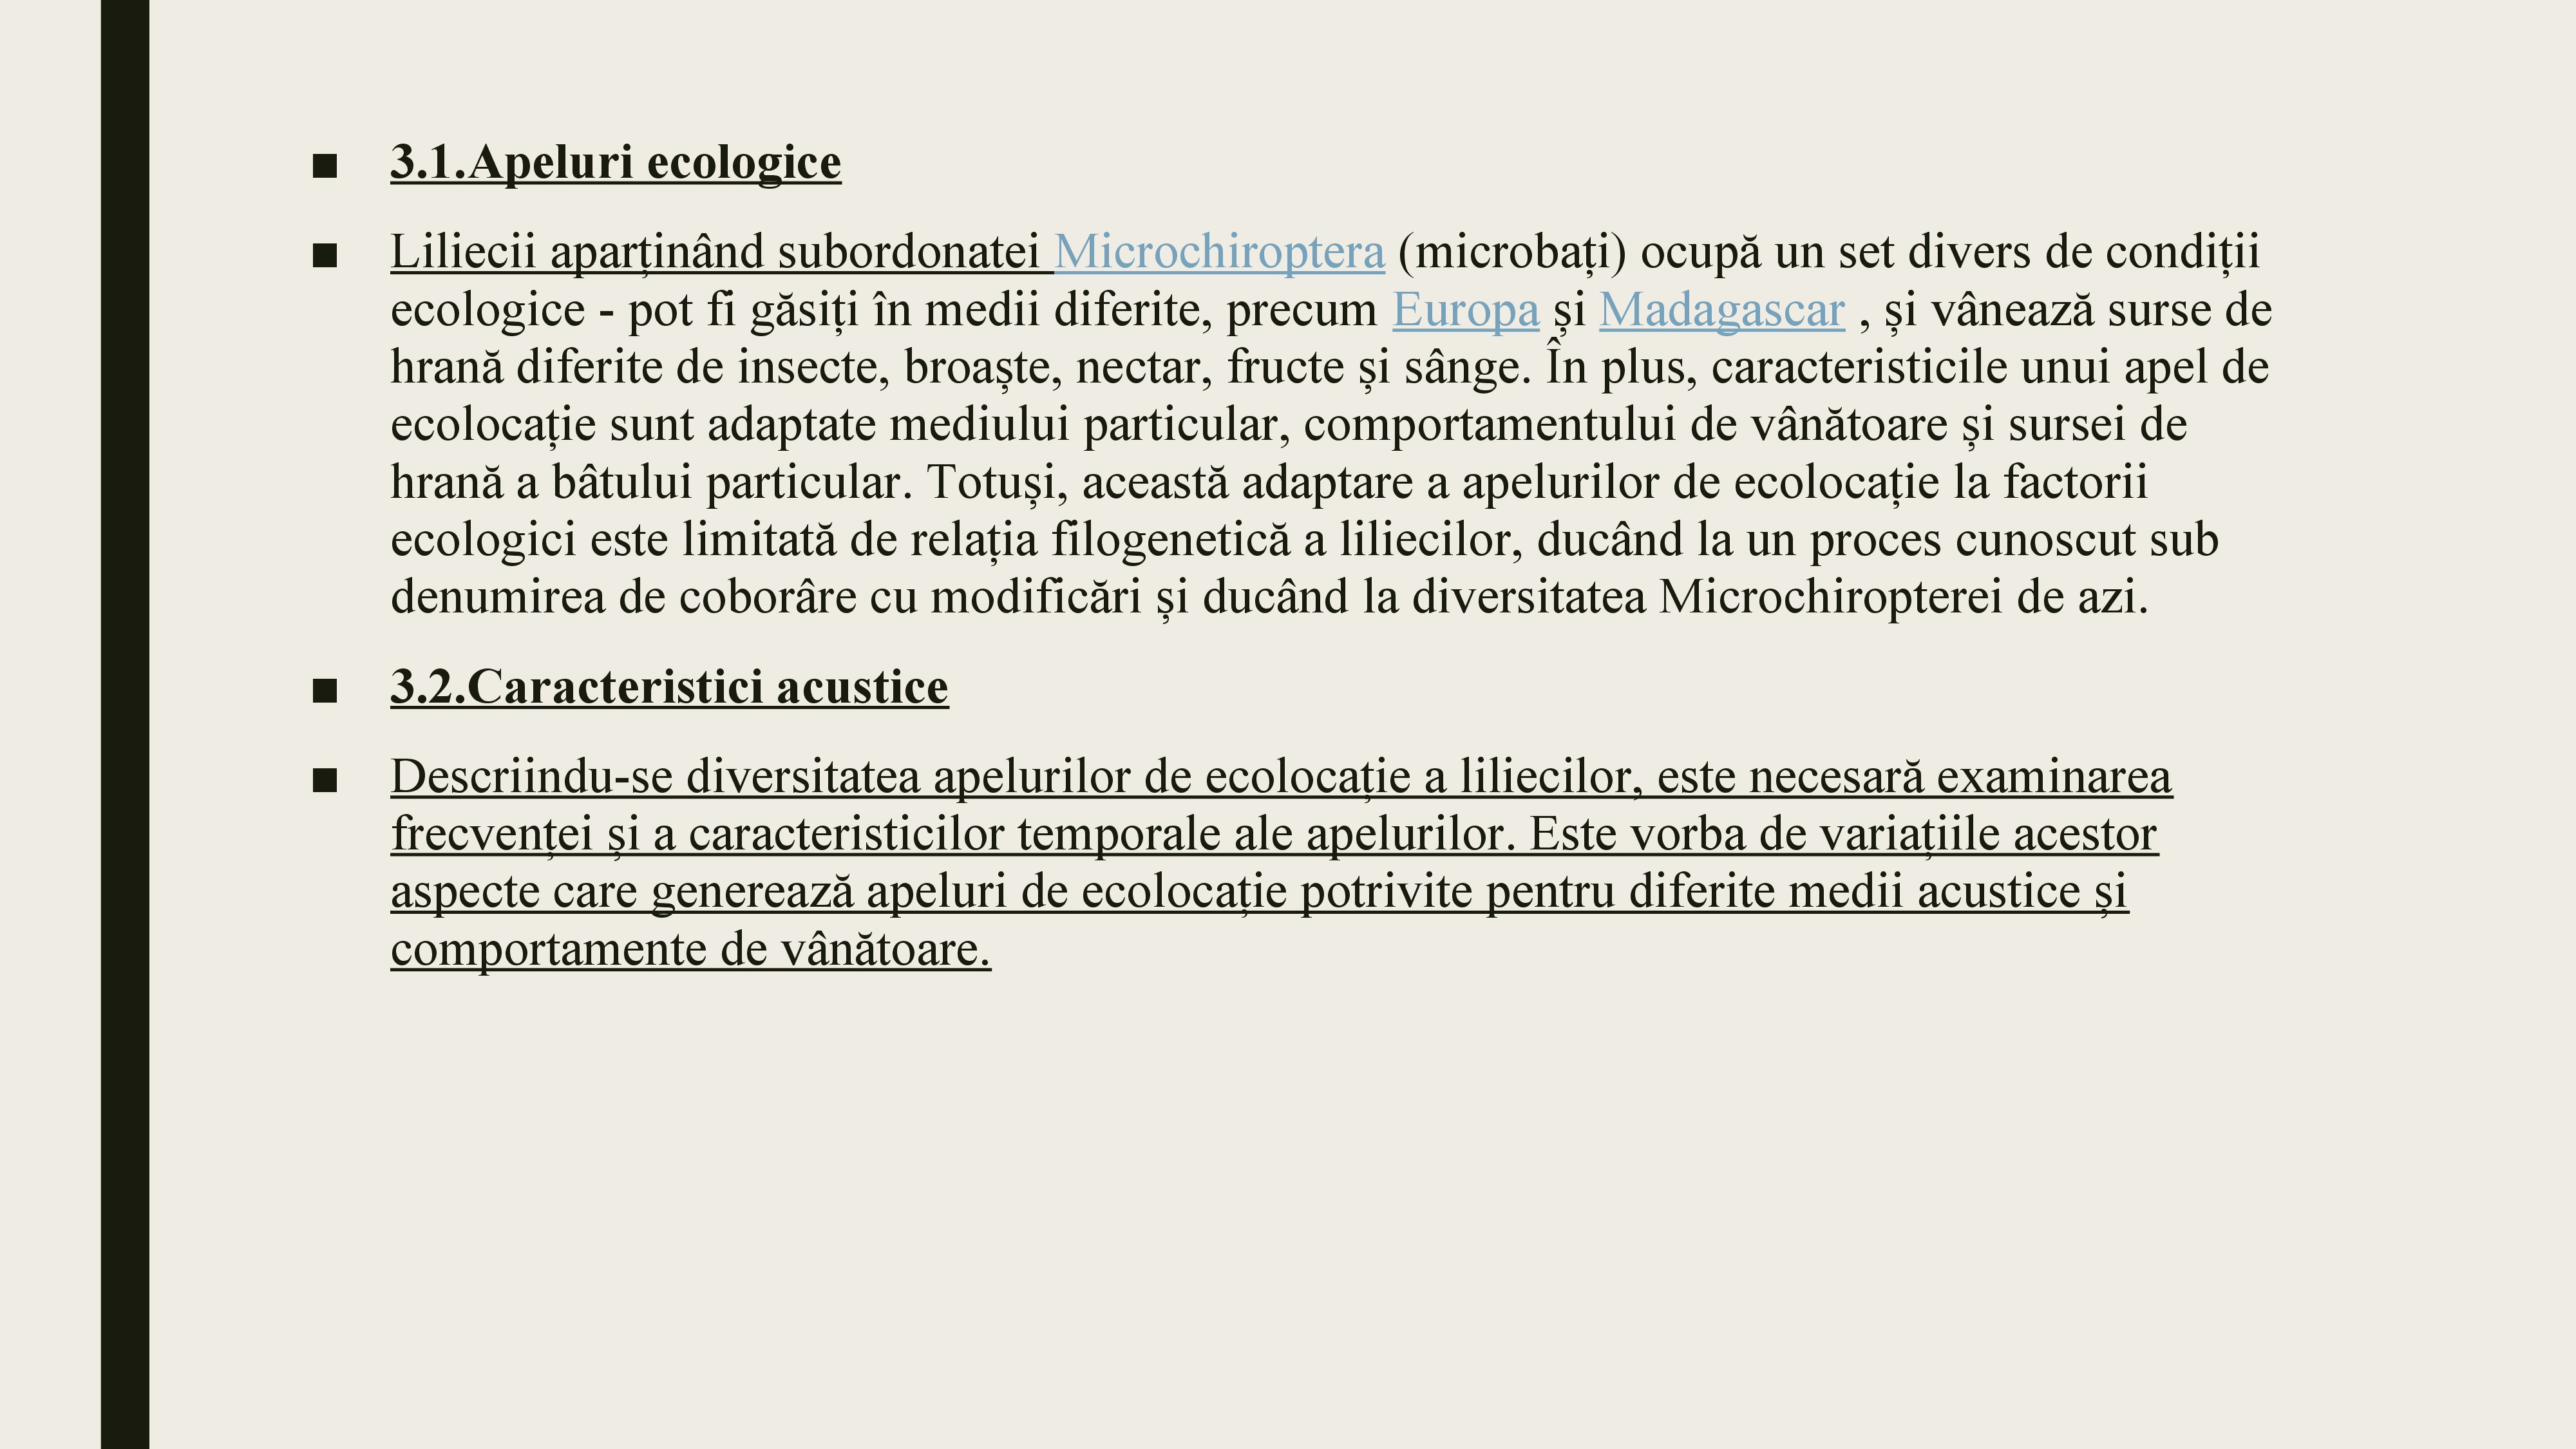 ■ 3.1.Apeluri ecologice
■ Liliecii aparținând subordonatei Microchiroptera (microbați) ocupă un set divers de condiții
ecologice - pot fi găsiți în medii diferite, precum Europa și Madagascar , și vânează surse de
hrană diferite de insecte, broaște, nectar, fructe și sânge. În plus, caracteristicile unui apel de
ecolocație sunt adaptate mediului particular, comportamentului de vânătoare și sursei de
hrană a bâtului particular. Totuși, această adaptare a apelurilor de ecolocație la factorii
ecologici este limitată de relația filogenetică a liliecilor, ducând la un proces cunoscut sub
denumirea de coborâre cu modificări și ducând la diversitatea Microchiropterei de azi.
■ 3.2.Caracteristici acustice
■ Descriindu-se diversitatea apelurilor de ecolocație a liliecilor, este necesară examinarea
frecvenței și a caracteristicilor temporale ale apelurilor. Este vorba de variațiile acestor
aspecte care generează apeluri de ecolocație potrivite pentru diferite medii acustice și
comportamente de vânătoare.